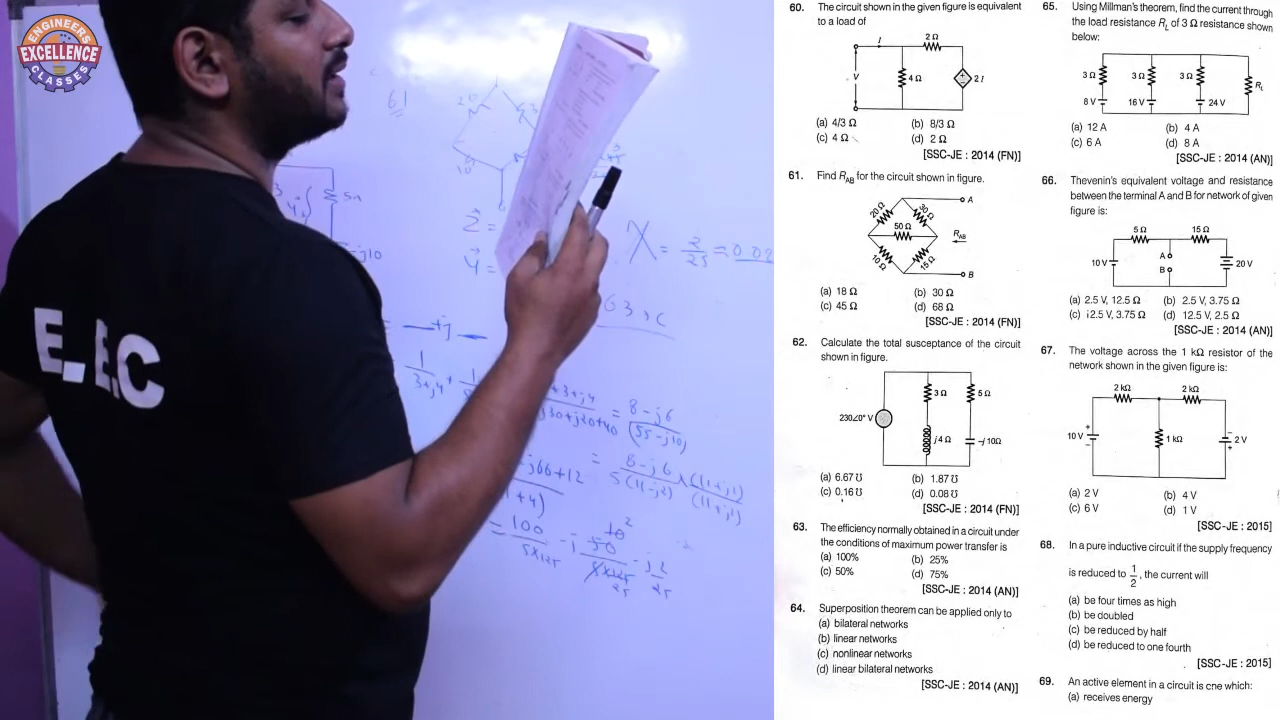 ENGINEERS
EXCELLENCE
CLASSES
E_E.C
61
5Ω
-j10
X = 2/25 = 0.0
63, c
60. The circuit shown in the given figure is equivalent
to a load of
I
2 Ω
V
4 Ω
2 I
(a) 4/3 Ω (b) 8/3 Ω
(c) 4 Ω (d) 2 Ω
[SSC-JE : 2014 (FN)]
61. Find RAB for the circuit shown in figure.
A
20 Ω
30 Ω
50 Ω
RAB
10 Ω
15 Ω
B
(a) 18 Ω (b) 30 Ω
(c) 45 Ω (d) 68 Ω
[SSC-JE : 2014 (FN)]
62. Calculate the total susceptance of the circuit
shown in figure.
3 Ω
5 Ω
230∠0° V
j4 Ω
-j 10Ω
(a) 6.67 ℧ (b) 1.87 ℧
(c) 0.16 ℧ (d) 0.08 ℧
[SSC-JE : 2014 (FN)]
63. The efficiency normally obtained in a circuit under
the conditions of maximum power transfer is
(a) 100% (b) 25%
(c) 50% (d) 75%
[SSC-JE : 2014 (AN)]
64. Superposition theorem can be applied only to
(a) bilateral networks
(b) linear networks
(c) nonlinear networks
(d) linear bilateral networks
[SSC-JE : 2014 (AN)]
65. Using Millman's theorem, find the current through
the load resistance RL of 3 Ω resistance shown
below:
3 Ω 3 Ω 3 Ω RL
8 V 16 V 24 V
(a) 12 A (b) 4 A
(c) 6 A (d) 8 A
[SSC-JE : 2014 (AN)]
66. Thevenin's equivalent voltage and resistance
between the terminal A and B for network of given
figure is:
5 Ω 15 Ω
10 V A B 20 V
(a) 2.5 V, 12.5 Ω (b) 2.5 V, 3.75 Ω
(c) 12.5 V, 3.75 Ω (d) 12.5 V, 2.5 Ω
[SSC-JE : 2014 (AN)]
67. The voltage across the 1 kΩ resistor of the
network shown in the given figure is:
2 kΩ 2 kΩ
10 V 1 kΩ 2 V
(a) 2 V (b) 4 V
(c) 6 V (d) 1 V
[SSC-JE : 2015]
68. In a pure inductive circuit if the supply frequency
is reduced to 1/2, the current will
(a) be four times as high
(b) be doubled
(c) be reduced by half
(d) be reduced to one fourth
[SSC-JE : 2015]
69. An active element in a circuit is one which:
(a) receives energy